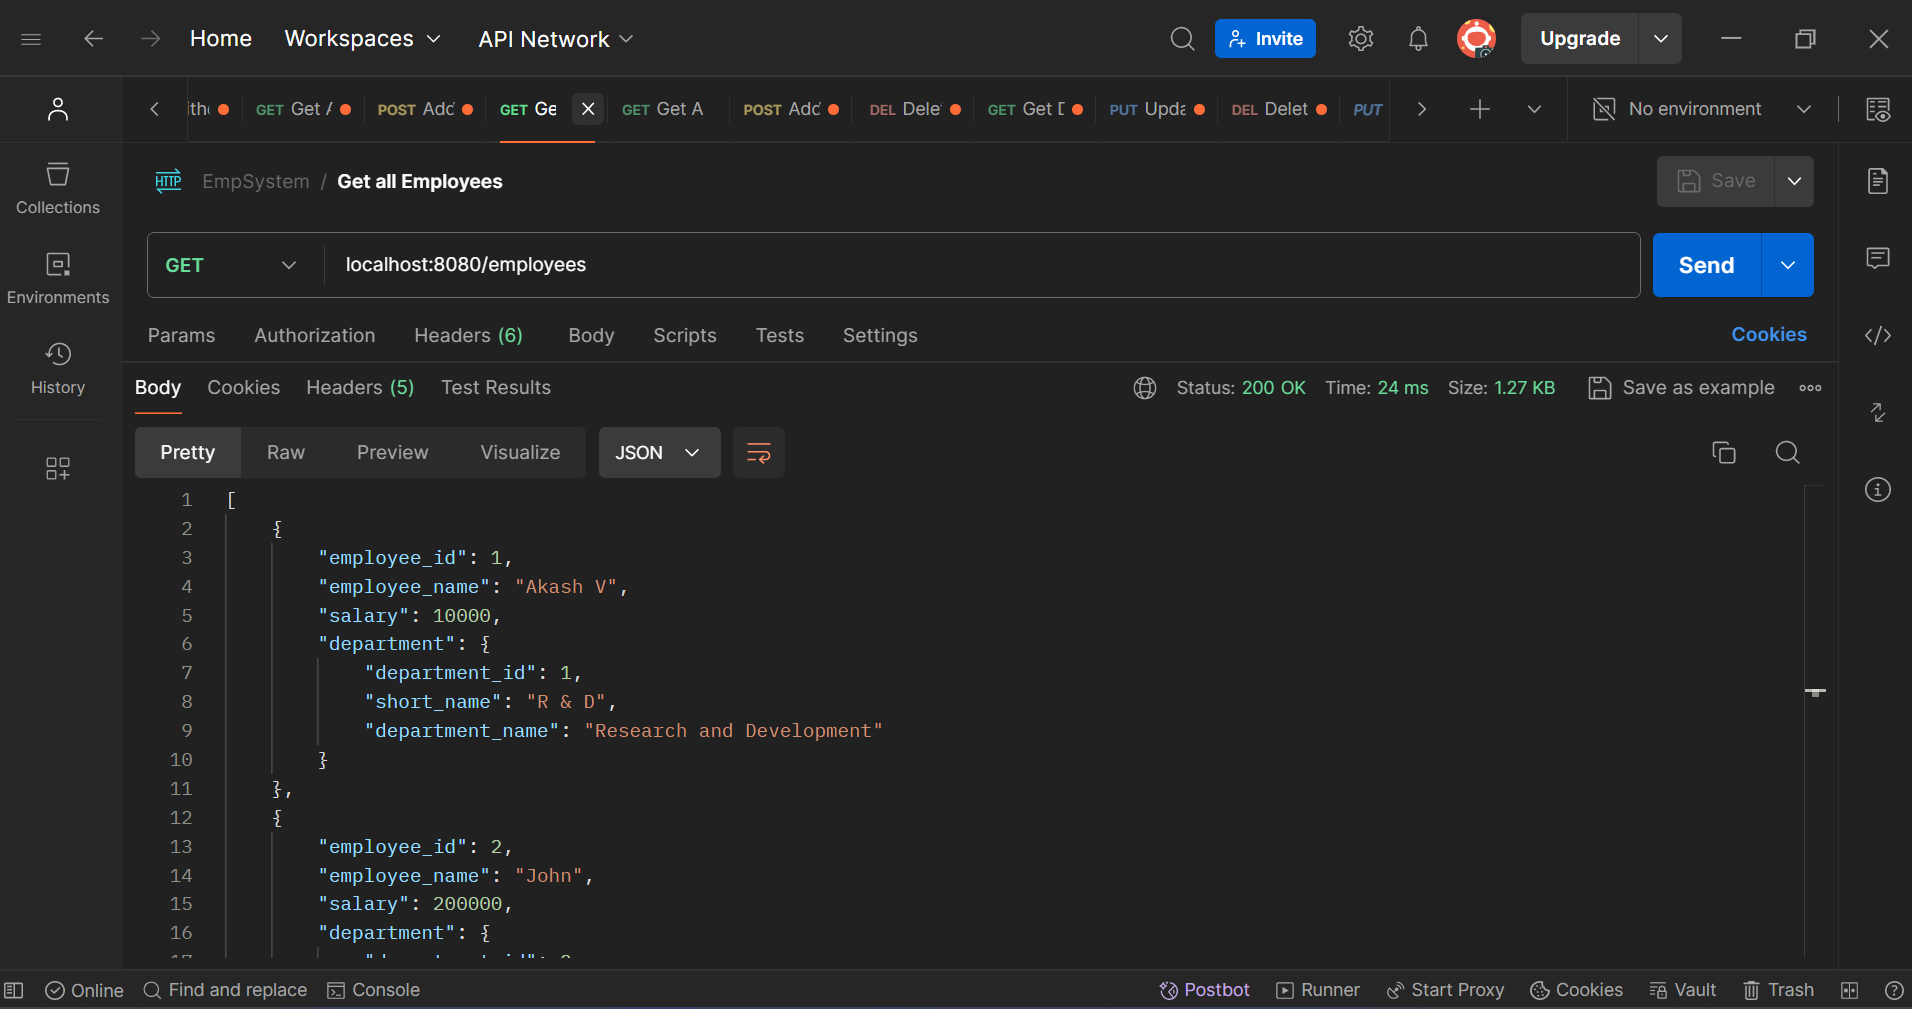 Home Workspaces API Network Invite Upgrade
GET Get POST Add GET Ge GET Get A POST Add DEL Dele GET Get PUT Upda DEL Delet PUT No environment
HTTP EmpSystem / Get all Employees Save
Collections
GET localhost:8080/employees Send
Environments
Params Authorization Headers (6) Body Scripts Tests Settings Cookies
History
Body Cookies Headers (5) Test Results Status: 200 OK Time: 24 ms Size: 1.27 KB Save as example
Pretty Raw Preview Visualize JSON
1 [
2 {
3 "employee_id": 1,
4 "employee_name": "Akash V",
5 "salary": 10000,
6 "department": {
7 "department_id": 1,
8 "short_name": "R & D",
9 "department_name": "Research and Development"
10 }
11 },
12 {
13 "employee_id": 2,
14 "employee_name": "John",
15 "salary": 200000,
16 "department": {
Online Find and replace Console Postbot Runner Start Proxy Cookies Vault Trash